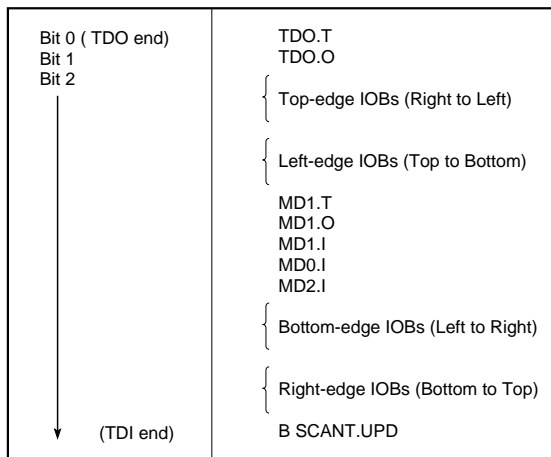 Bit 0 ( TDO end)
Bit 1
Bit 2
(TDI end)
TDO.T
TDO.O
Top-edge IOBs (Right to Left)
Left-edge IOBs (Top to Bottom)
MD1.T
MD1.O
MD1.I
MD0.I
MD2.I
Bottom-edge IOBs (Left to Right)
Right-edge IOBs (Bottom to Top)
B SCANT.UPD